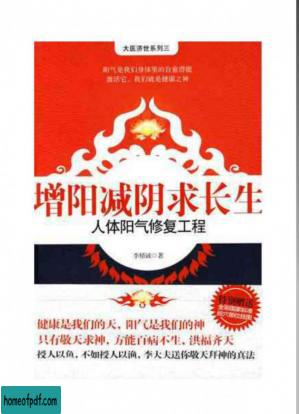 大医济世系列三
阳气是我们身体里的自愈潜能
激活它，我们就是健康之神
增阳减阴求长生
人体阳气修复工程
李栢诚◎著
特别赠送
健康是我们的天，阳气是我们的神
只有敬天求神，方能百病不生，洪福齐天
授人以鱼，不如授人以渔，李大夫送你敬天拜神的真法
homeofpdf.com